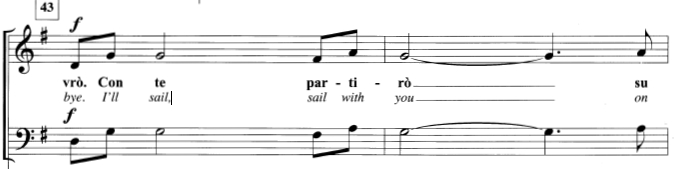 43
f
vrò. Con te par - ti - rò su
bye. I'll sail, sail with you on
f